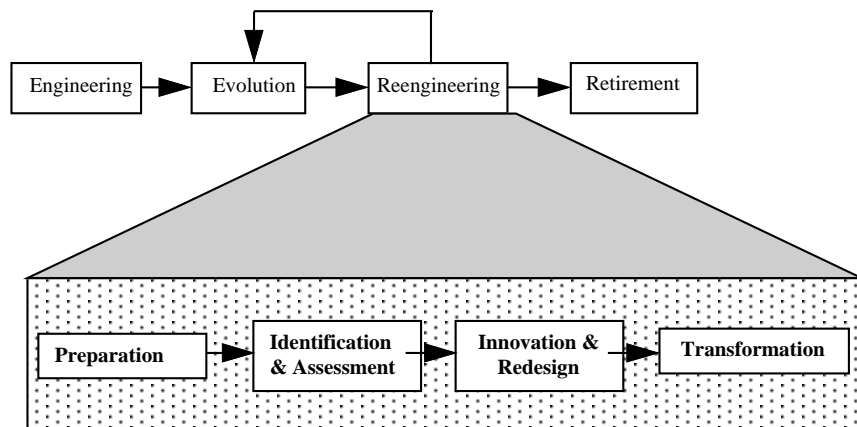 Engineering
Evolution
Reengineering
Retirement
Preparation
Identification
& Assessment
Innovation &
Redesign
Transformation